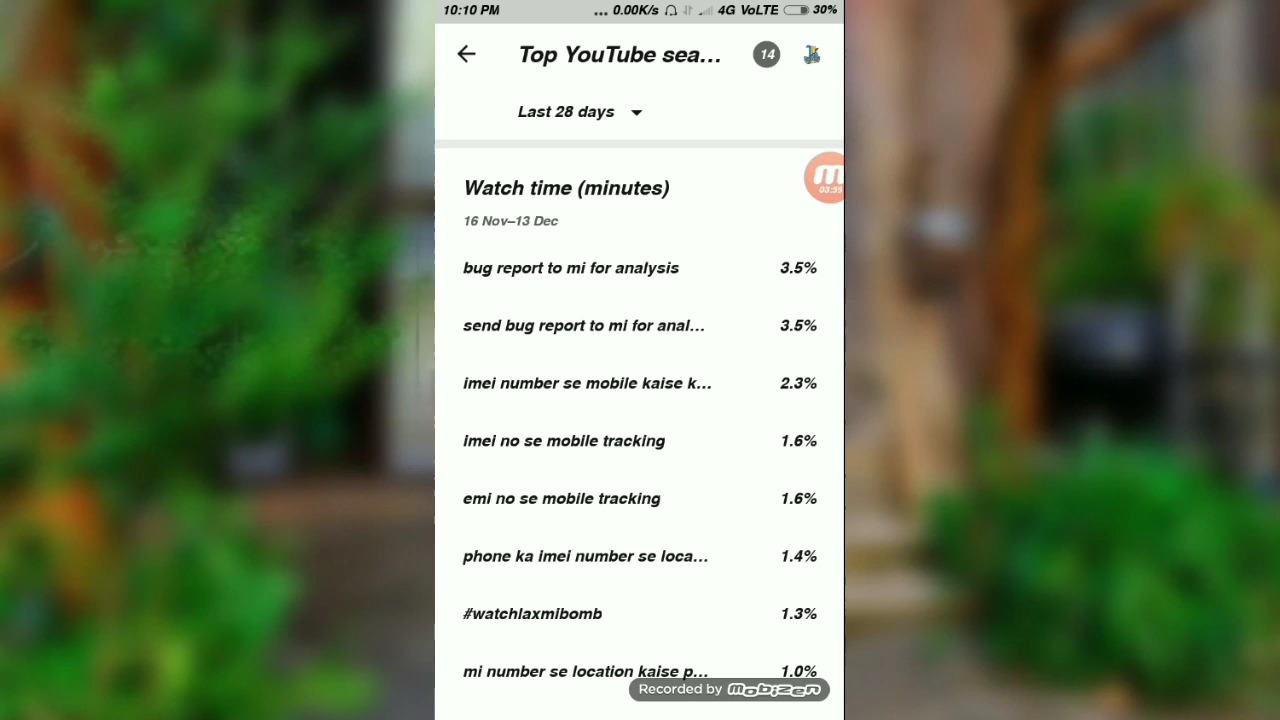 10:10 PM ... 0.00K/s 4G VoLTE 30%
Top YouTube sea... 14
Last 28 days
Watch time (minutes)
03:59
16 Nov–13 Dec
bug report to mi for analysis 3.5%
send bug report to mi for anal... 3.5%
imei number se mobile kaise k... 2.3%
imei no se mobile tracking 1.6%
emi no se mobile tracking 1.6%
phone ka imei number se loca... 1.4%
#watchlaxmibomb 1.3%
mi number se location kaise p... 1.0%
Recorded by mobizen